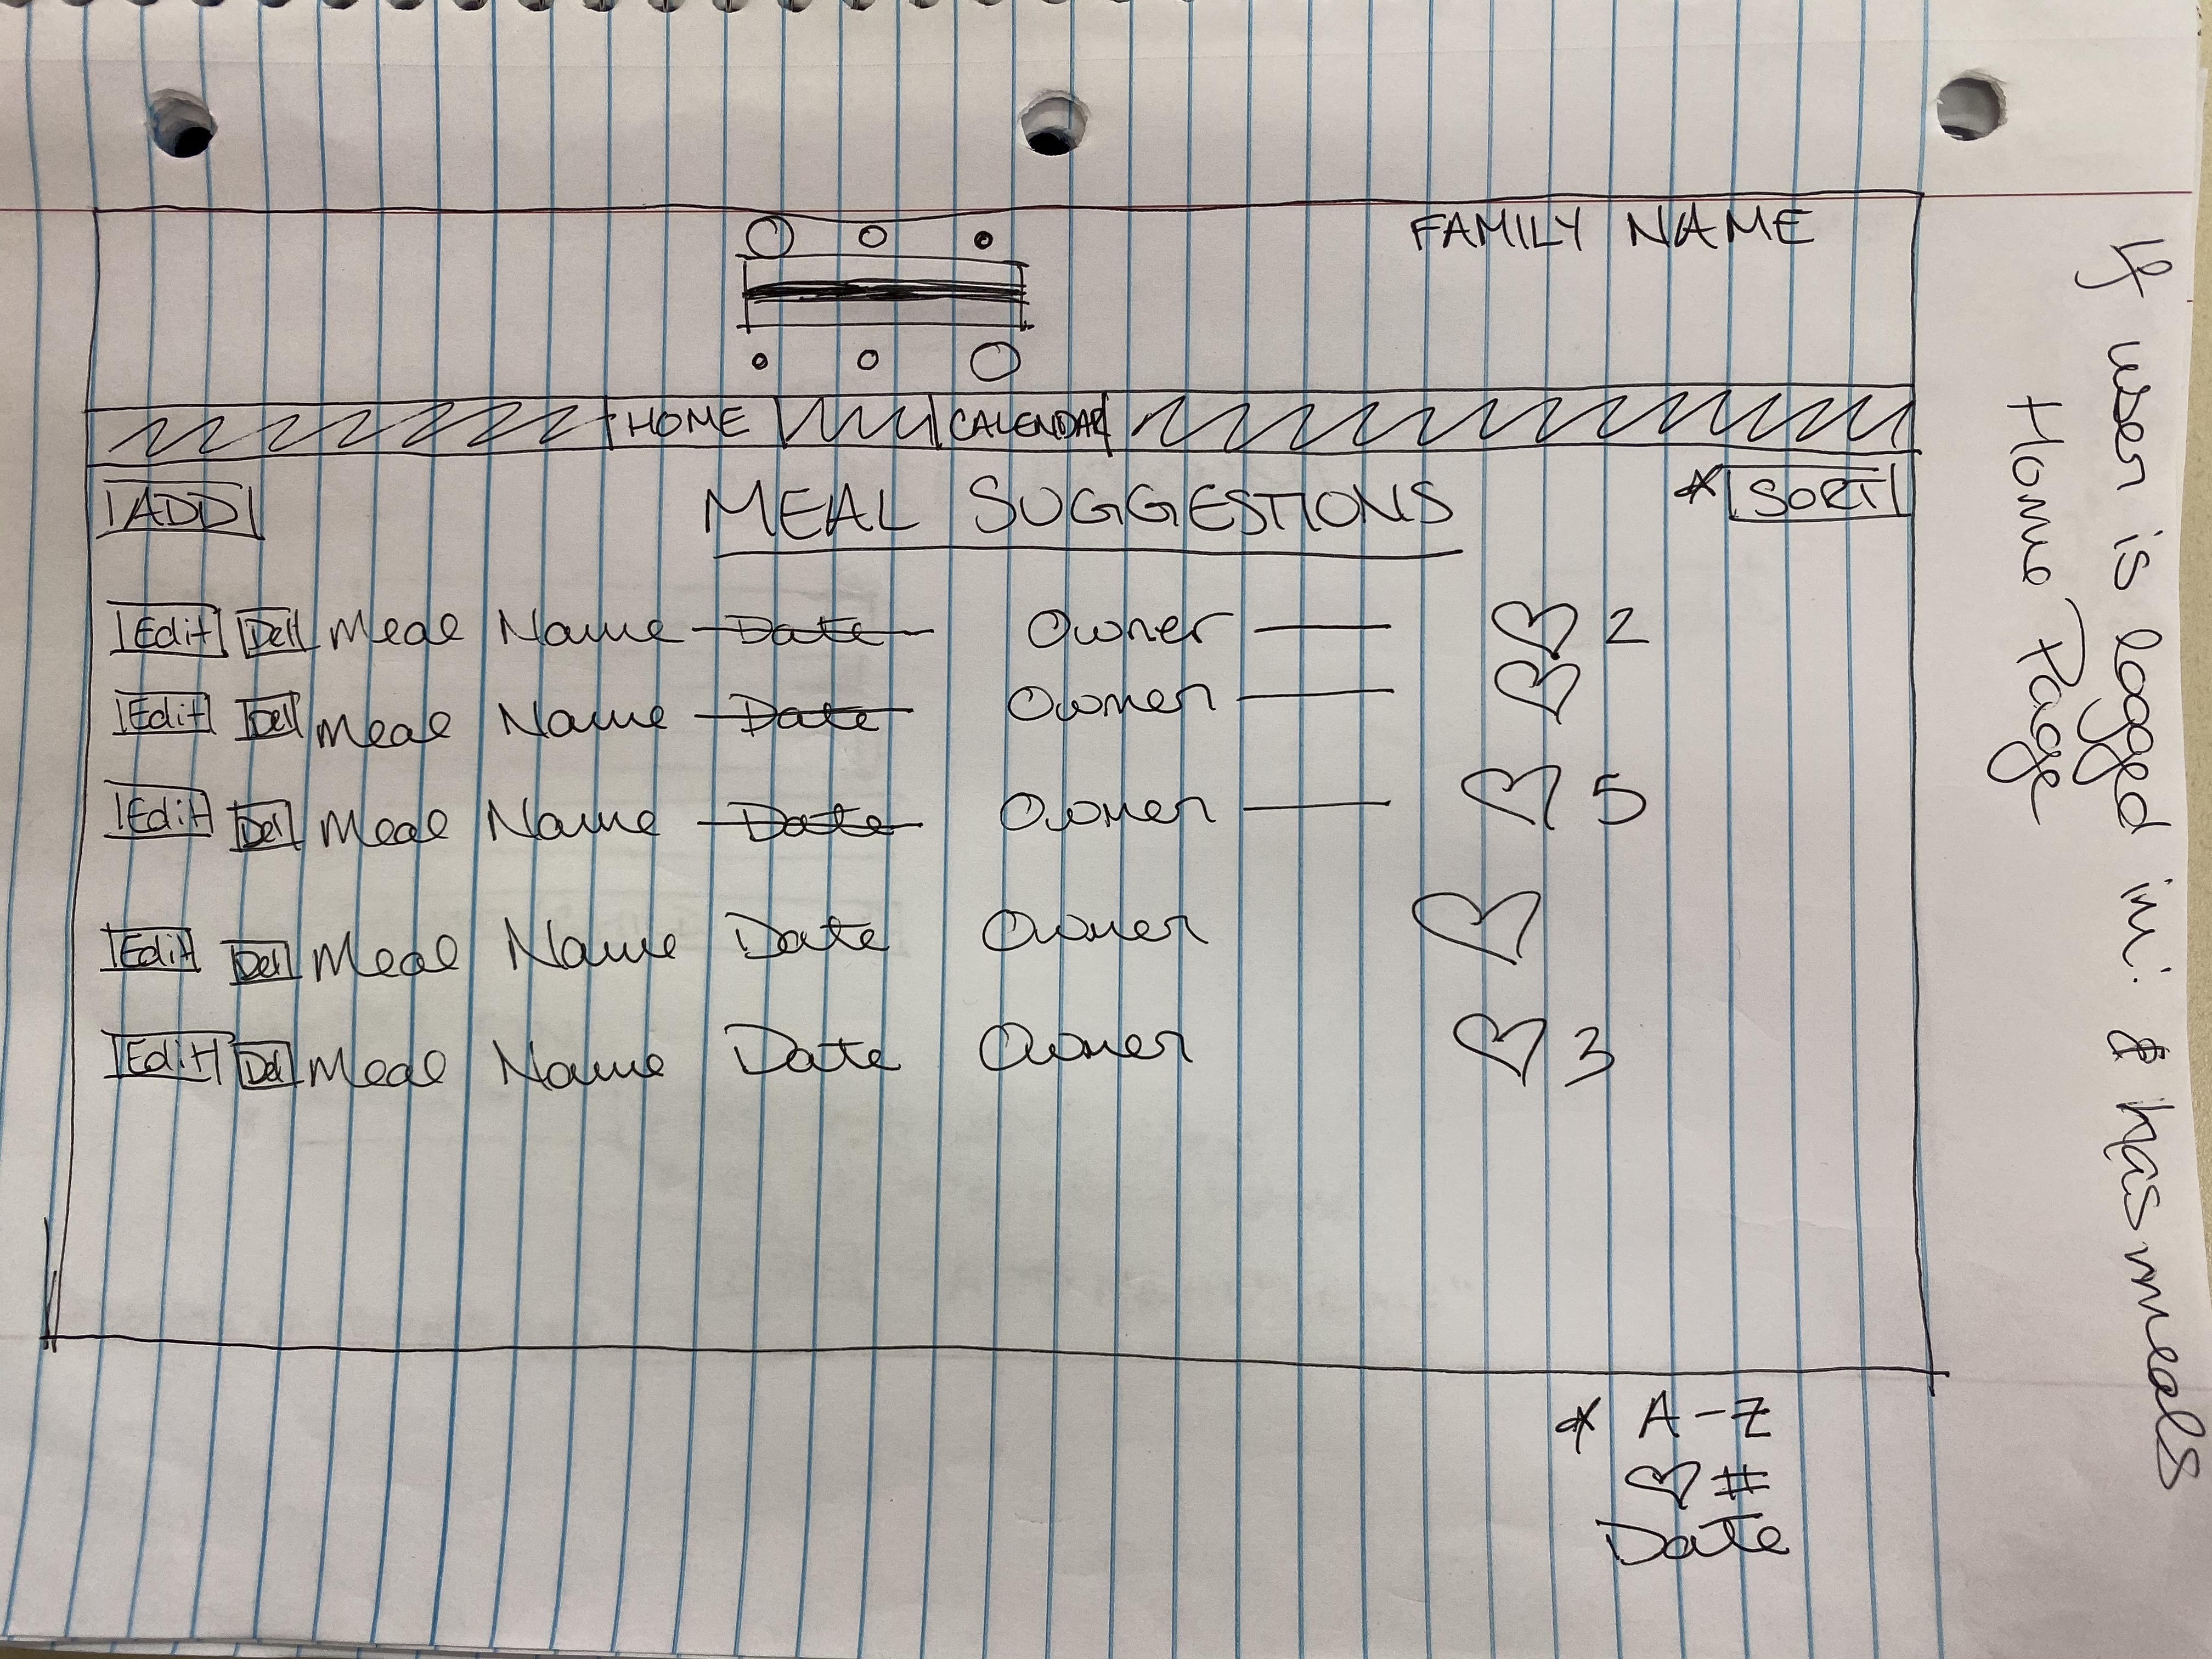 FAMILY NAME
HOME CALENDAR
ADD MEAL SUGGESTIONS * SORT
Edit Del Meal Name Date Owner ♡ 2
Edit Del Meal Name Date Owner ♡
Edit Del Meal Name Date Owner ♡ 5
Edit Del Meal Name Date Owner ♡
Edit Del Meal Name Date Owner ♡ 3
* A-Z
♡ #
Date
If user is logged in & has meals
Home Page